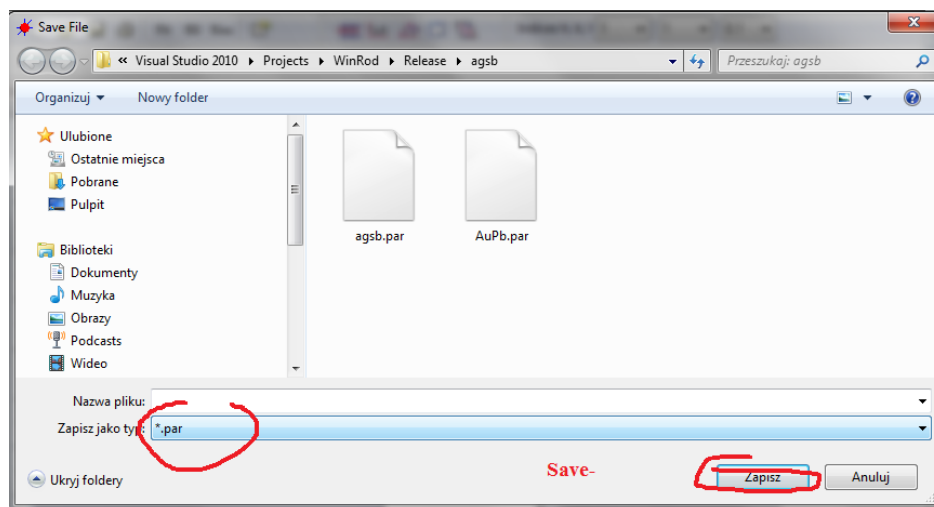 Save File
« Visual Studio 2010 ▸ Projects ▸ WinRod ▸ Release ▸ agsb
Przeszukaj: agsb
Organizuj
Nowy folder
Ulubione
Ostatnie miejsca
Pobrane
Pulpit
Biblioteki
Dokumenty
Muzyka
Obrazy
Podcasts
Wideo
agsb.par
AuPb.par
Nazwa pliku:
Zapisz jako typ: *.par
Ukryj foldery
Save-
Zapisz
Anuluj